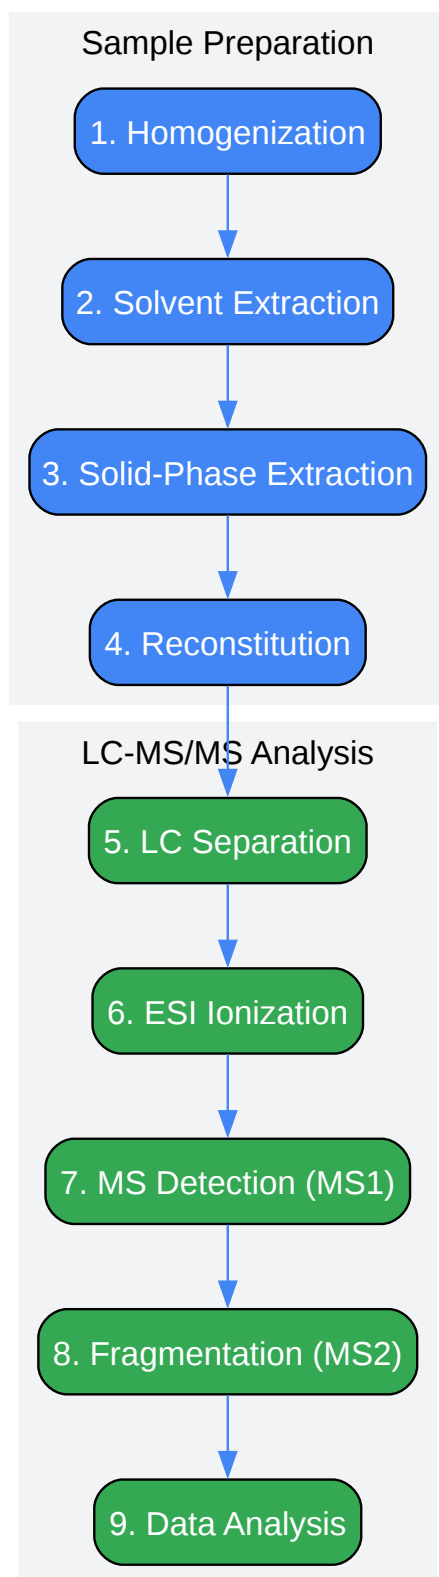 Sample Preparation
1. Homogenization
2. Solvent Extraction
3. Solid-Phase Extraction
4. Reconstitution
LC-MS/MS Analysis
5. LC Separation
6. ESI Ionization
7. MS Detection (MS1)
8. Fragmentation (MS2)
9. Data Analysis